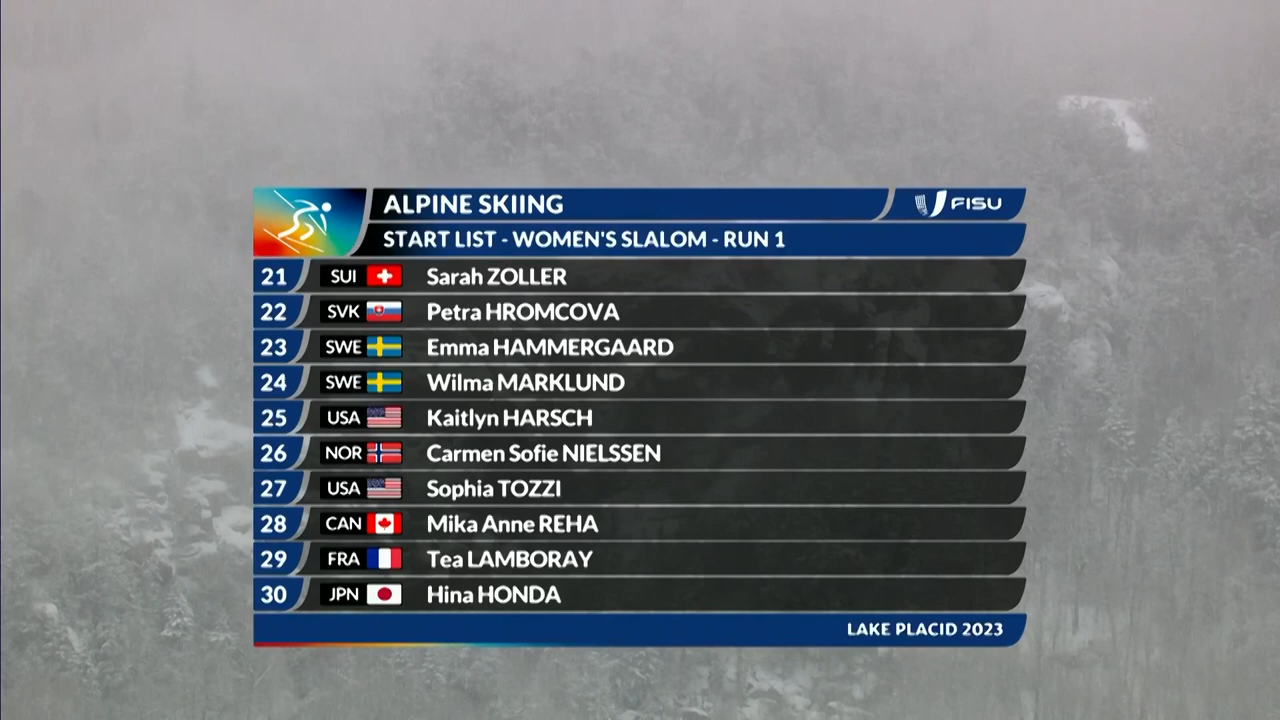 ALPINE SKIING
FISU
START LIST - WOMEN'S SLALOM - RUN 1
21 SUI Sarah ZOLLER
22 SVK Petra HROMCOVA
23 SWE Emma HAMMERGAARD
24 SWE Wilma MARKLUND
25 USA Kaitlyn HARSCH
26 NOR Carmen Sofie NIELSSEN
27 USA Sophia TOZZI
28 CAN Mika Anne REHA
29 FRA Tea LAMBORAY
30 JPN Hina HONDA
LAKE PLACID 2023